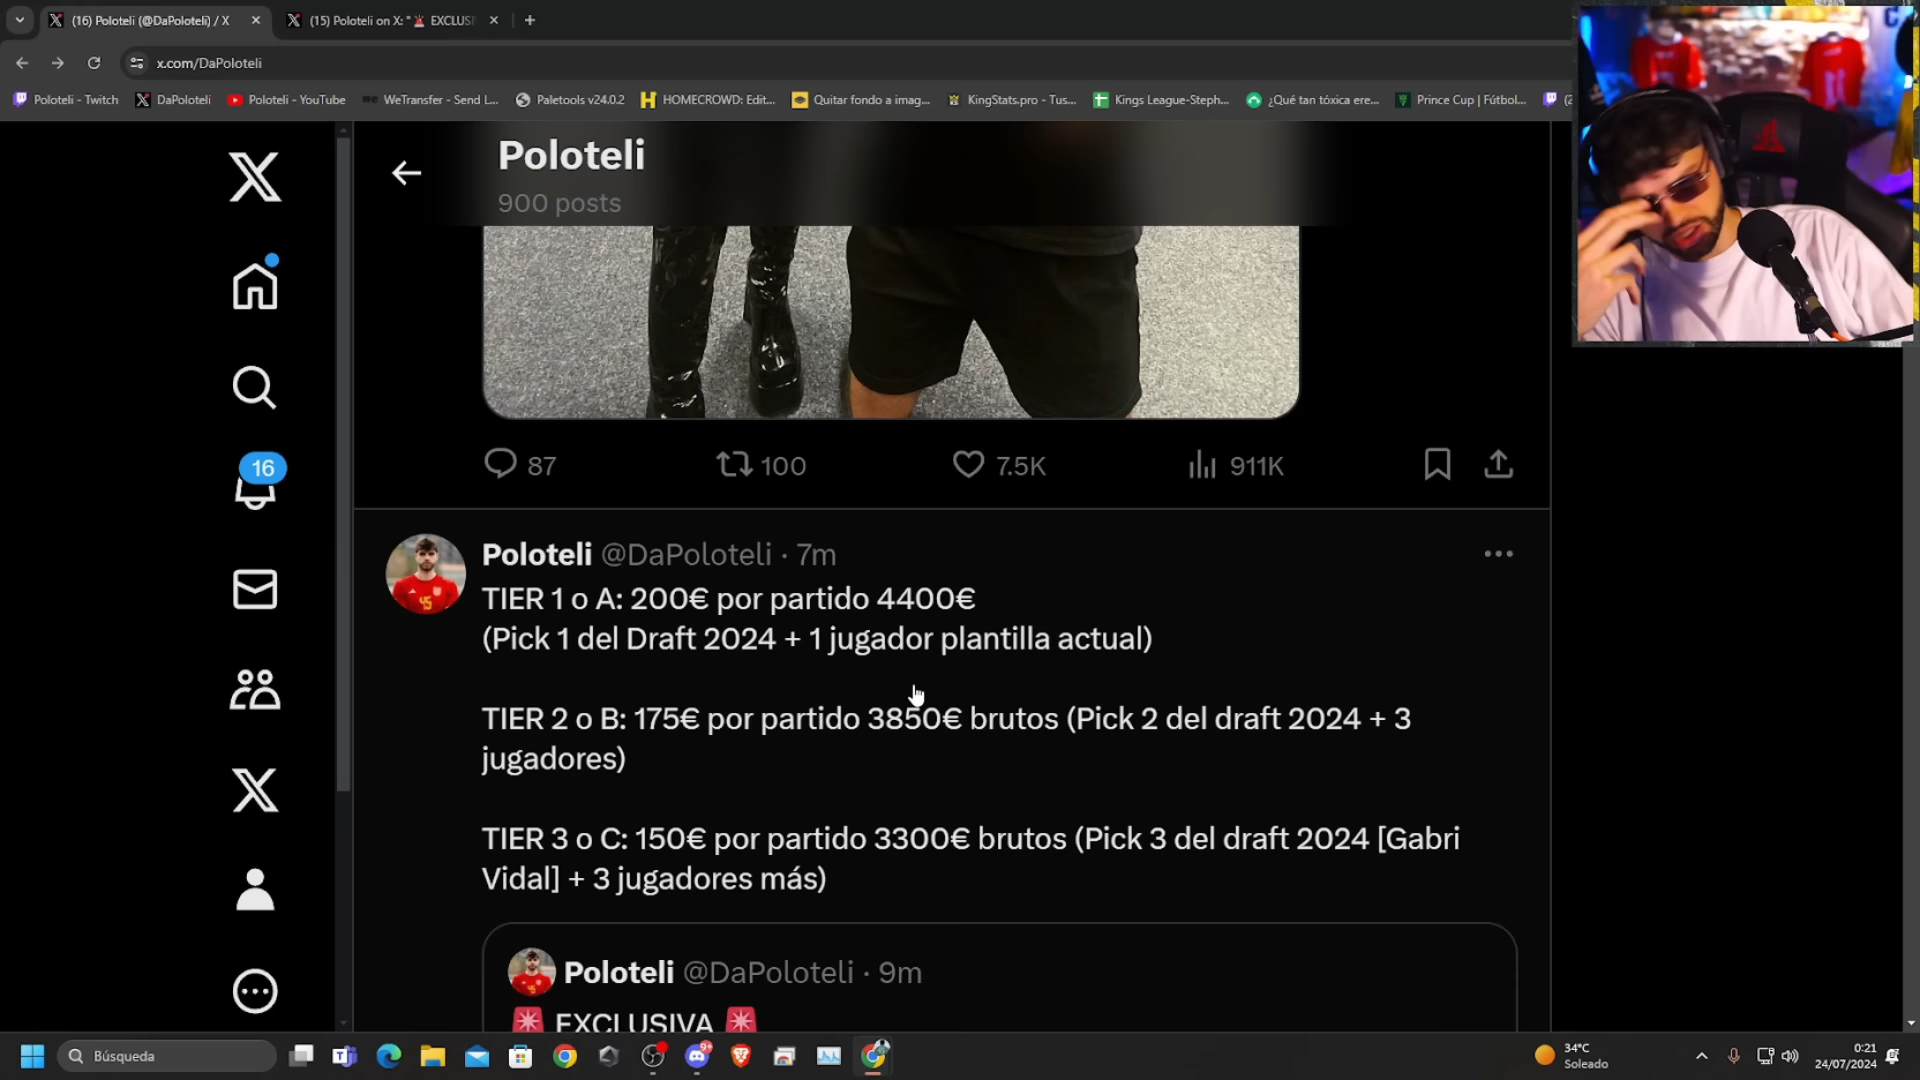 (16) Poloteli (@DaPoloteli) / X
(15) Poloteli on X: "🚨 EXCLUS
x.com/DaPoloteli
Poloteli - Twitch
DaPoloteli
Poloteli - YouTube
WeTransfer - Send L...
Paletools v24.0.2
HOMECROWD: Edit...
Quitar fondo a imag...
KingStats.pro - Tus...
Kings League-Steph...
¿Qué tan tóxica ere...
Prince Cup | Fútbol...
(2
Poloteli
900 posts
87
100
7.5K
911K
16
Poloteli @DaPoloteli · 7m
TIER 1 o A: 200€ por partido 4400€
(Pick 1 del Draft 2024 + 1 jugador plantilla actual)
TIER 2 o B: 175€ por partido 3850€ brutos (Pick 2 del draft 2024 + 3
jugadores)
TIER 3 o C: 150€ por partido 3300€ brutos (Pick 3 del draft 2024 [Gabri
Vidal] + 3 jugadores más)
Poloteli @DaPoloteli · 9m
🚨 EXCLUSIVA 🚨
Búsqueda
9+
34°C
Soleado
0:21
24/07/2024